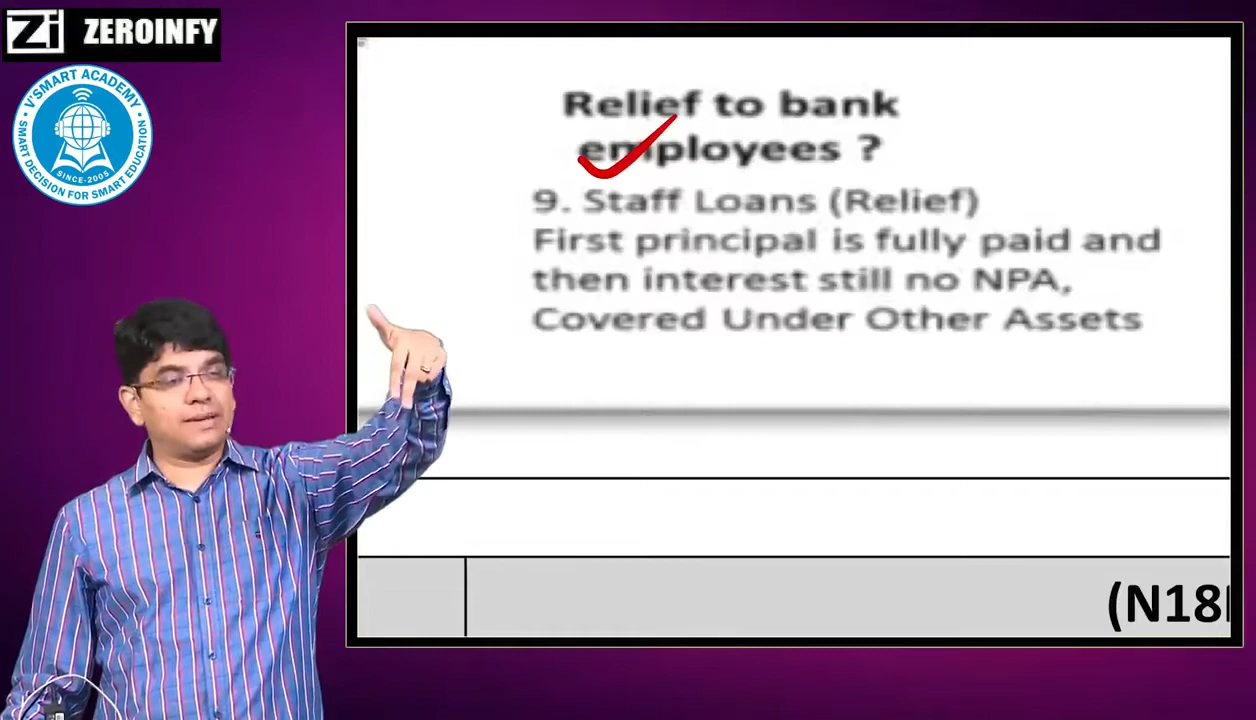 Zi ZEROINFY
V'SMART ACADEMY
SINCE-2005
SMART DECISION FOR SMART EDUCATION
Relief to bank
employees ?
9. Staff Loans (Relief)
First principal is fully paid and
then interest still no NPA,
Covered Under Other Assets
(N18